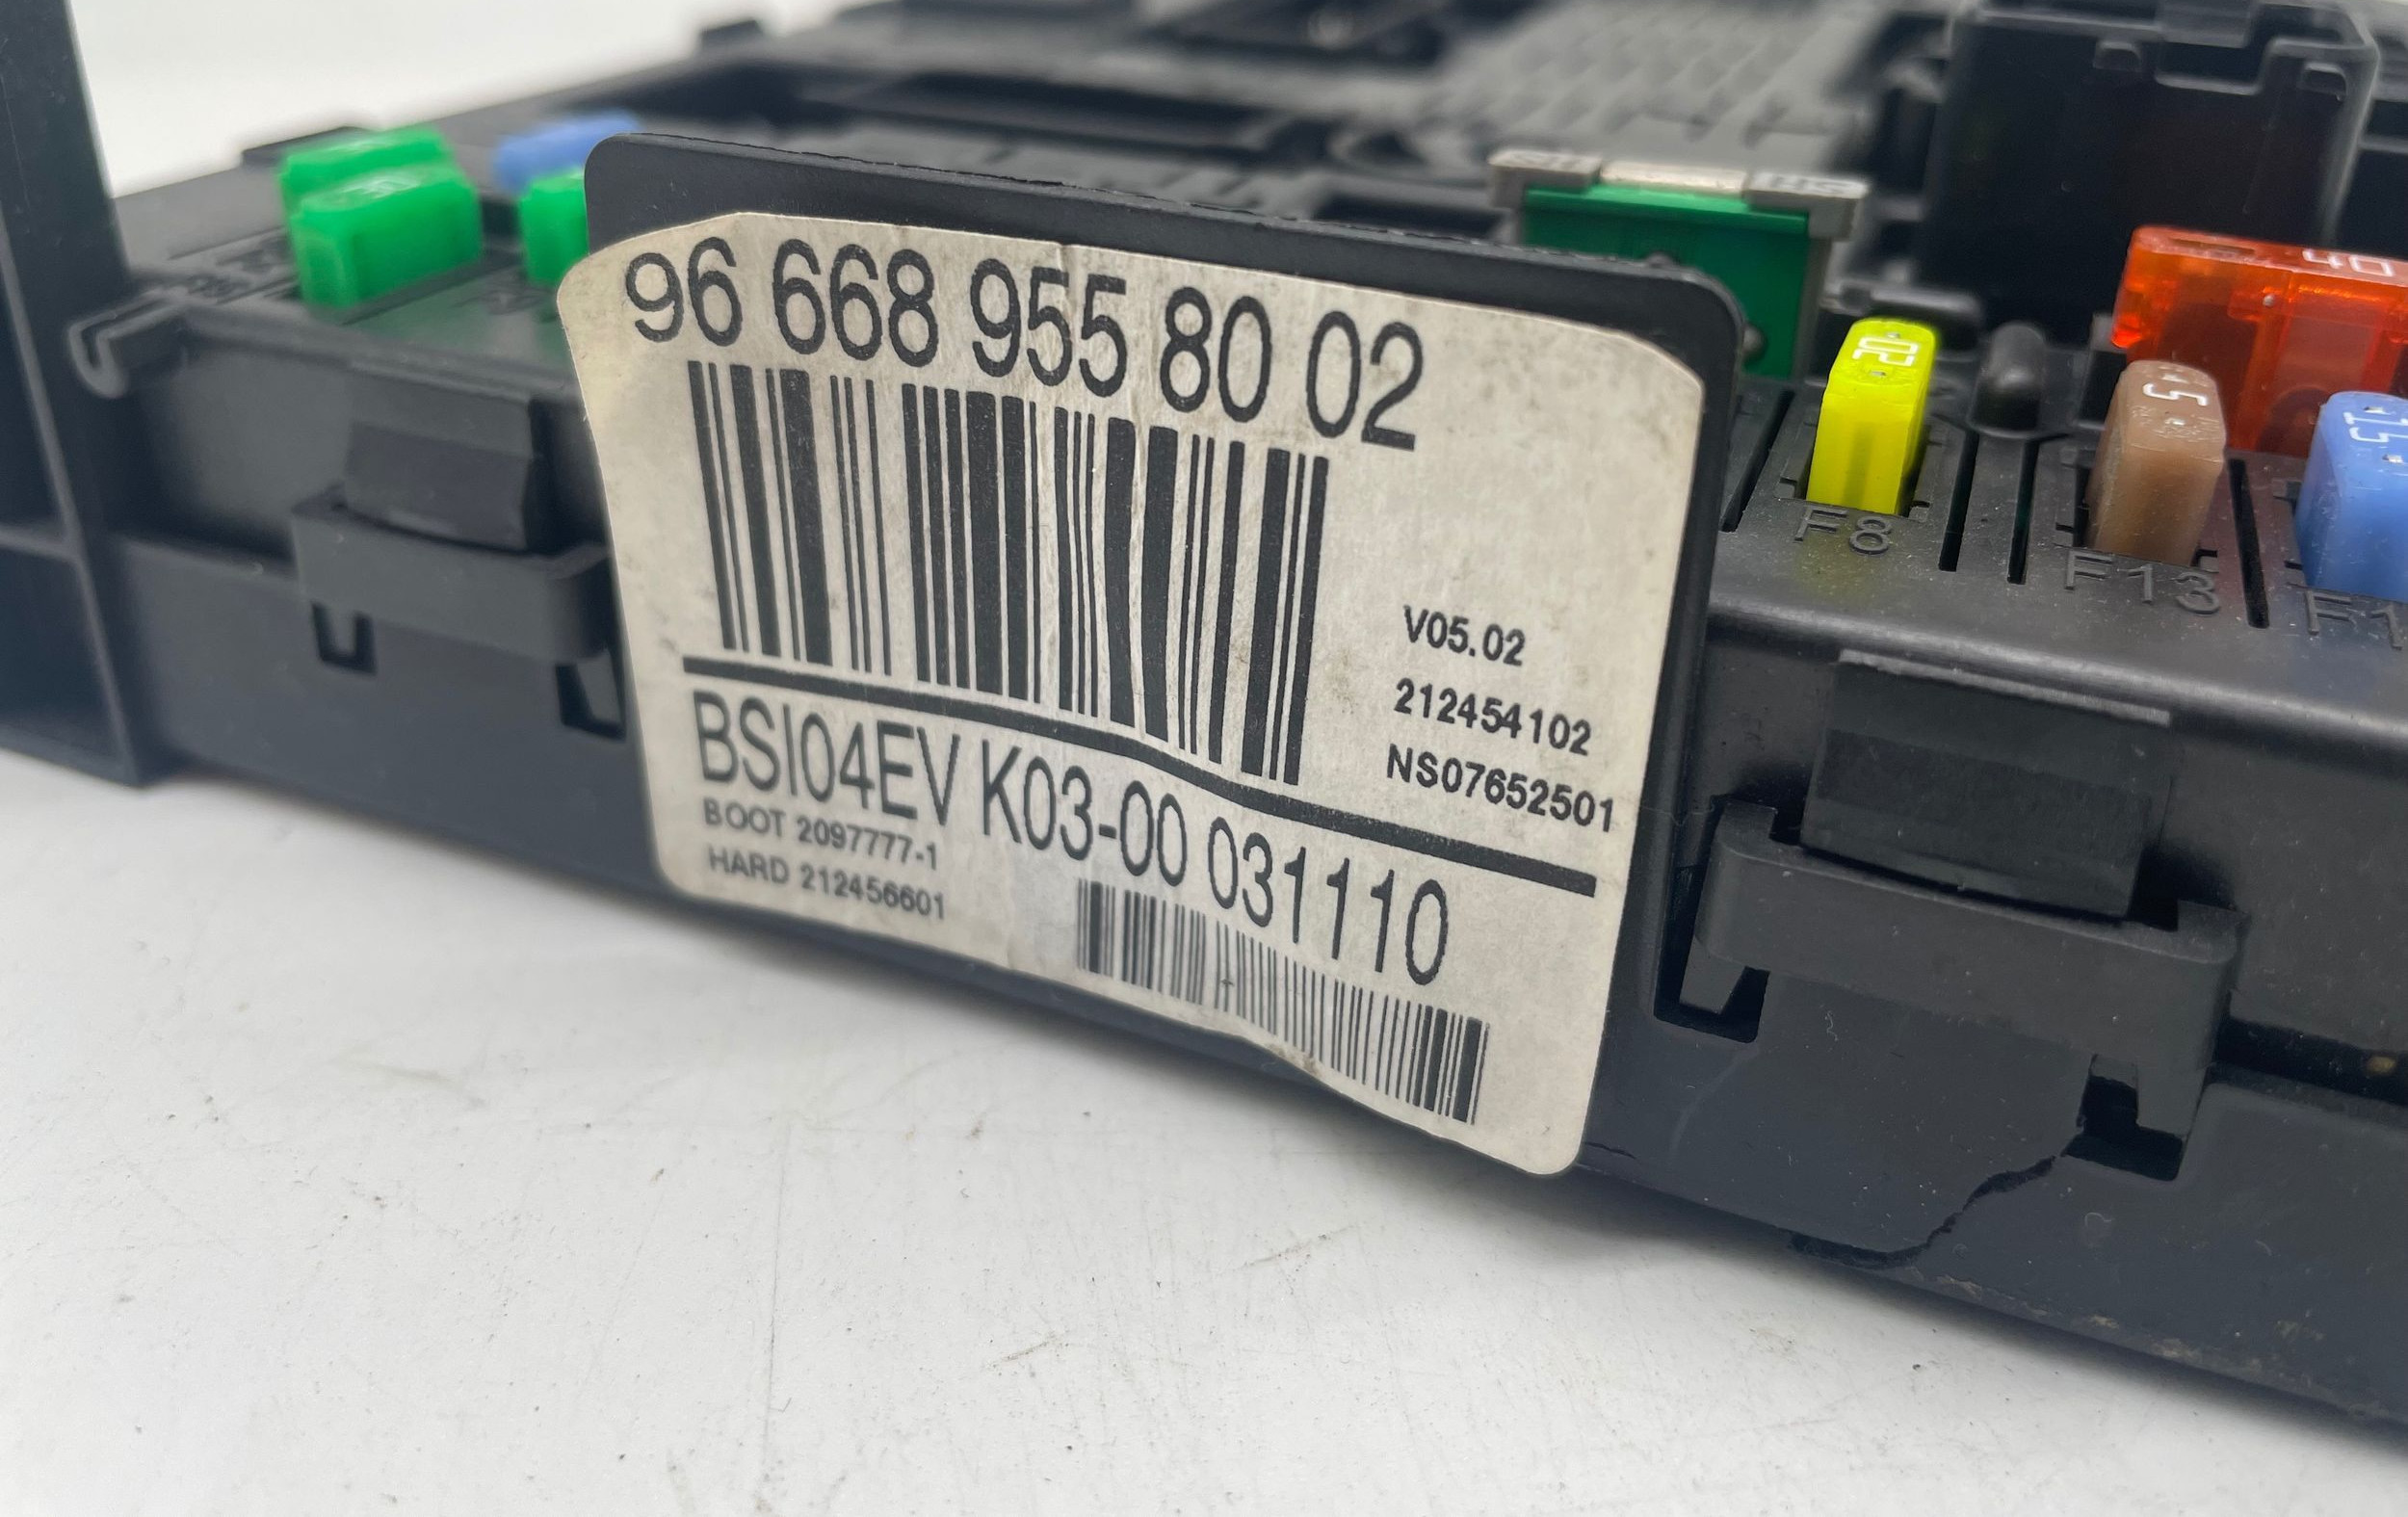 96 668 955 80 02
V05.02
212454102
NS07652501
BSI04EV K03-00 031110
BOOT 2097777-1
HARD 212456601
40
20
F8
F13